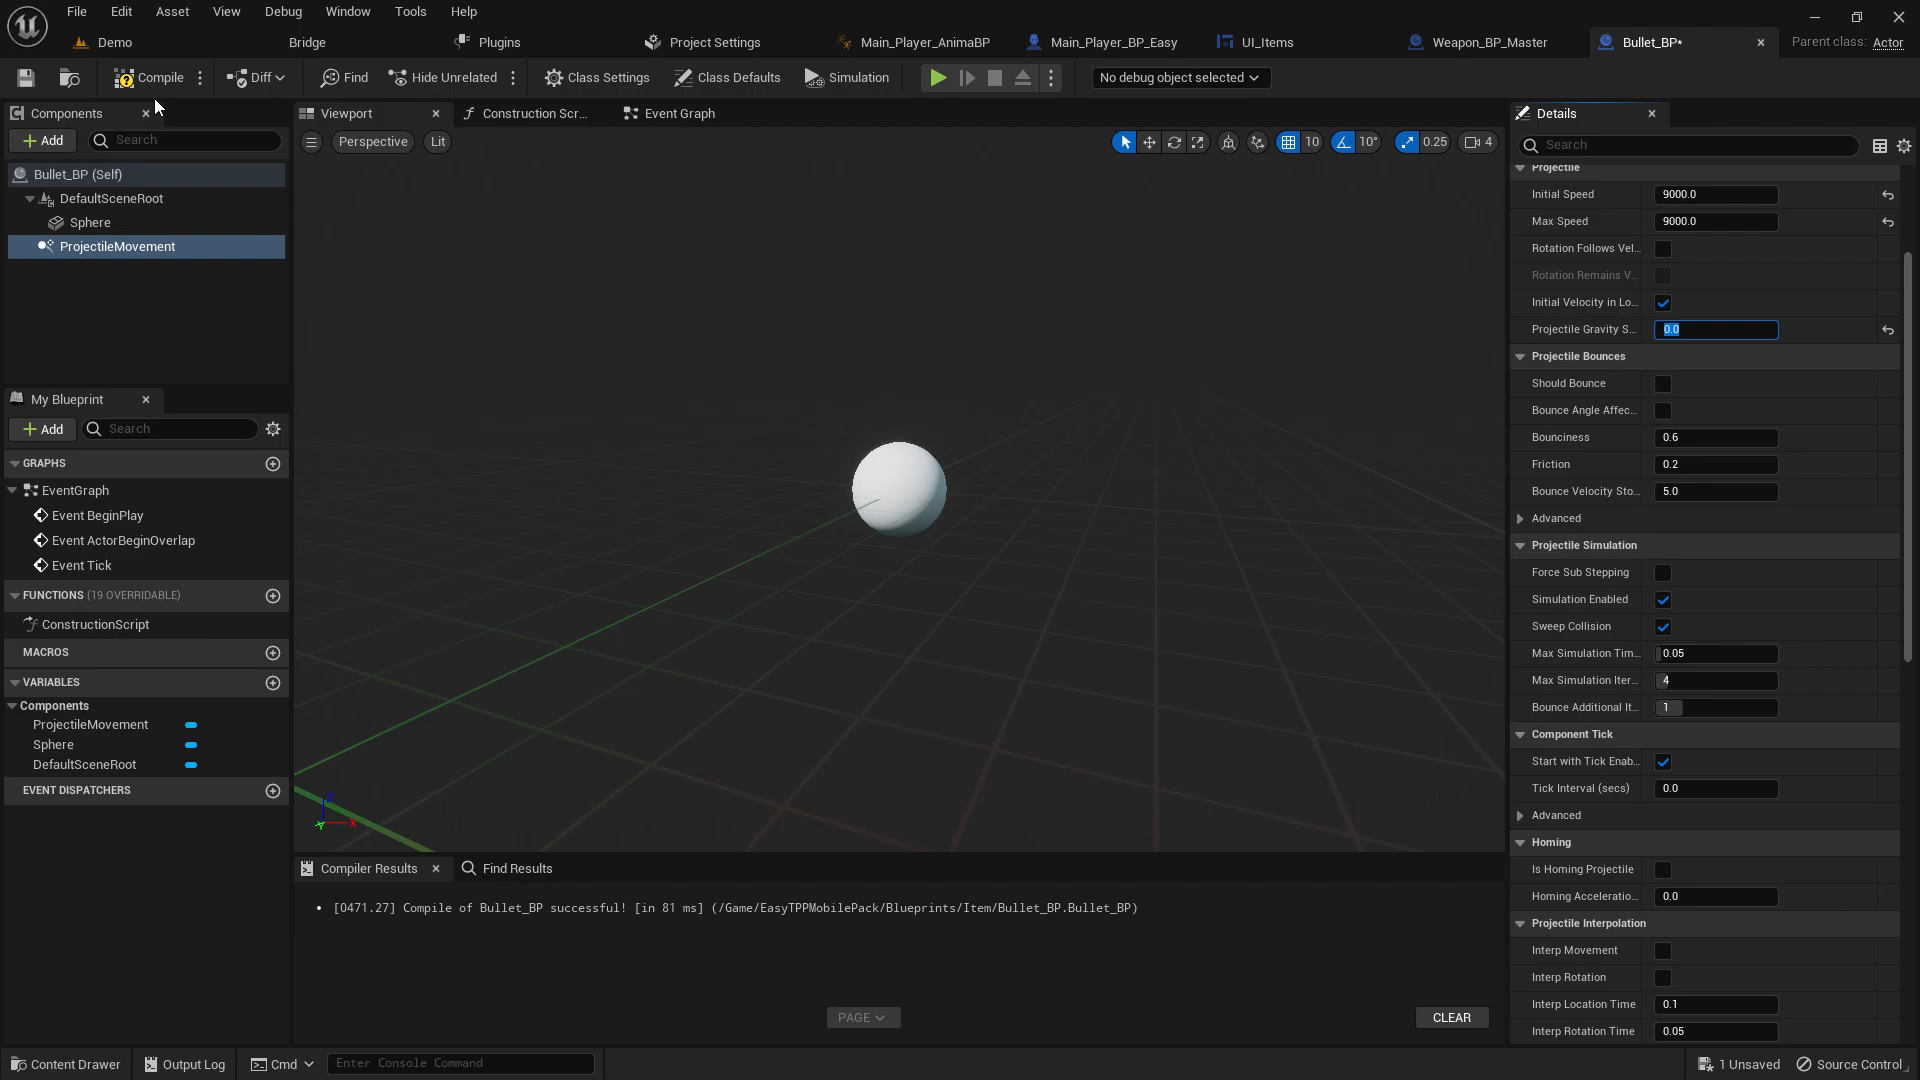 File Edit Asset View Debug Window Tools Help
Demo Bridge Plugins Project Settings Main_Player_AnimaBP Main_Player_BP_Easy UI_Items Weapon_BP_Master Bullet_BP* Parent class: Actor
Compile Diff Find Hide Unrelated Class Settings Class Defaults Simulation No debug object selected
Components
Add Search
Bullet_BP (Self)
DefaultSceneRoot
Sphere
ProjectileMovement
My Blueprint
Add Search
GRAPHS
EventGraph
Event BeginPlay
Event ActorBeginOverlap
Event Tick
FUNCTIONS (19 OVERRIDABLE)
ConstructionScript
MACROS
VARIABLES
Components
ProjectileMovement
Sphere
DefaultSceneRoot
EVENT DISPATCHERS
Viewport Construction Scr... Event Graph
Perspective Lit 10 10° 0.25 4
Z
X
Y
Compiler Results Find Results
[0471.27] Compile of Bullet_BP successful! [in 81 ms] (/Game/EasyTPPMobilePack/Blueprints/Item/Bullet_BP.Bullet_BP)
PAGE CLEAR
Details
Search
Projectile
Initial Speed 9000.0
Max Speed 9000.0
Rotation Follows Vel...
Rotation Remains V...
Initial Velocity in Lo...
Projectile Gravity S... 0.0
Projectile Bounces
Should Bounce
Bounce Angle Affec...
Bounciness 0.6
Friction 0.2
Bounce Velocity Sto... 5.0
Advanced
Projectile Simulation
Force Sub Stepping
Simulation Enabled
Sweep Collision
Max Simulation Tim... 0.05
Max Simulation Iter... 4
Bounce Additional It... 1
Component Tick
Start with Tick Enab...
Tick Interval (secs) 0.0
Advanced
Homing
Is Homing Projectile
Homing Acceleratio... 0.0
Projectile Interpolation
Interp Movement
Interp Rotation
Interp Location Time 0.1
Interp Rotation Time 0.05
Content Drawer Output Log Cmd Enter Console Command 1 Unsaved Source Control